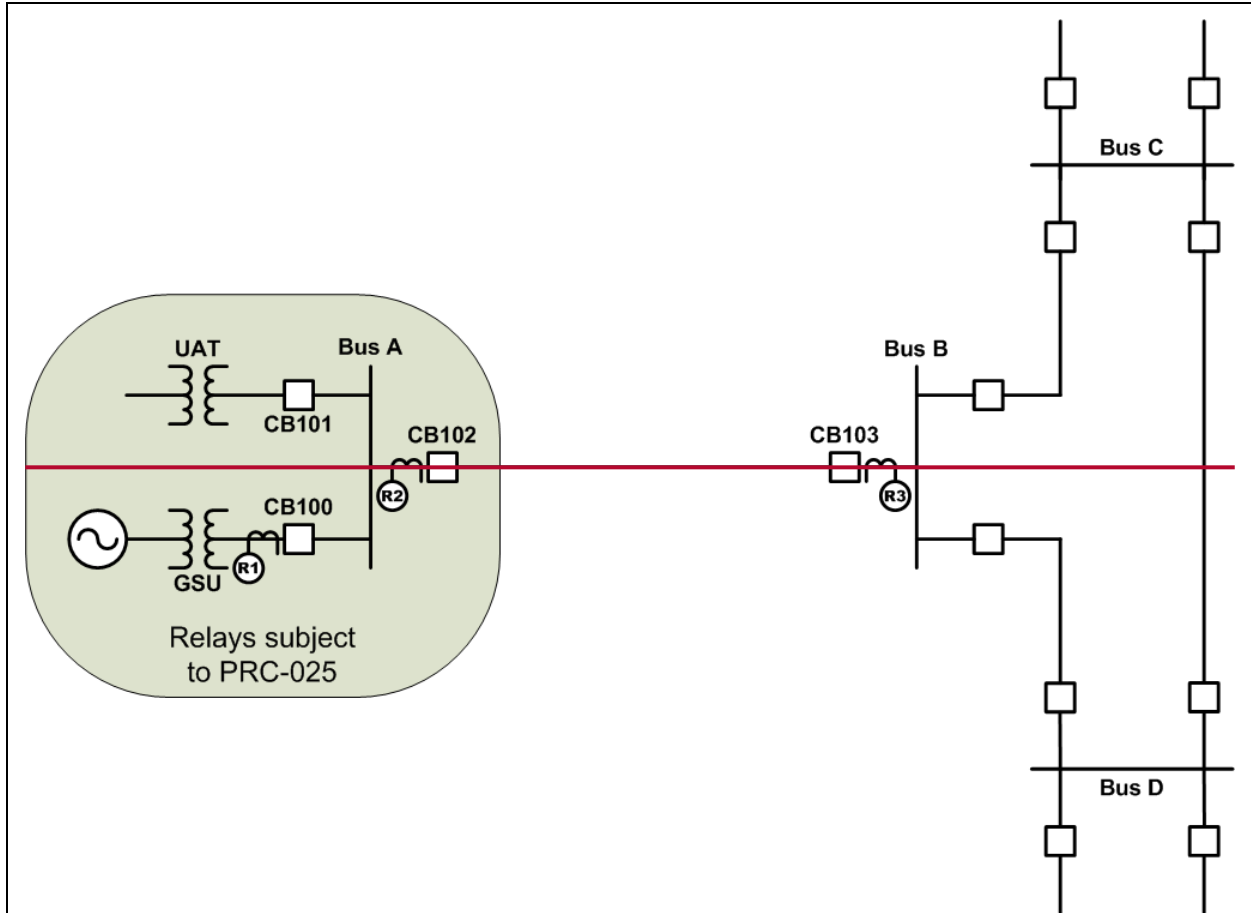 Bus C
UAT
Bus A
Bus B
CB101
CB102
CB103
R2
R3
CB100
R1
GSU
Relays subject
to PRC-025
Bus D